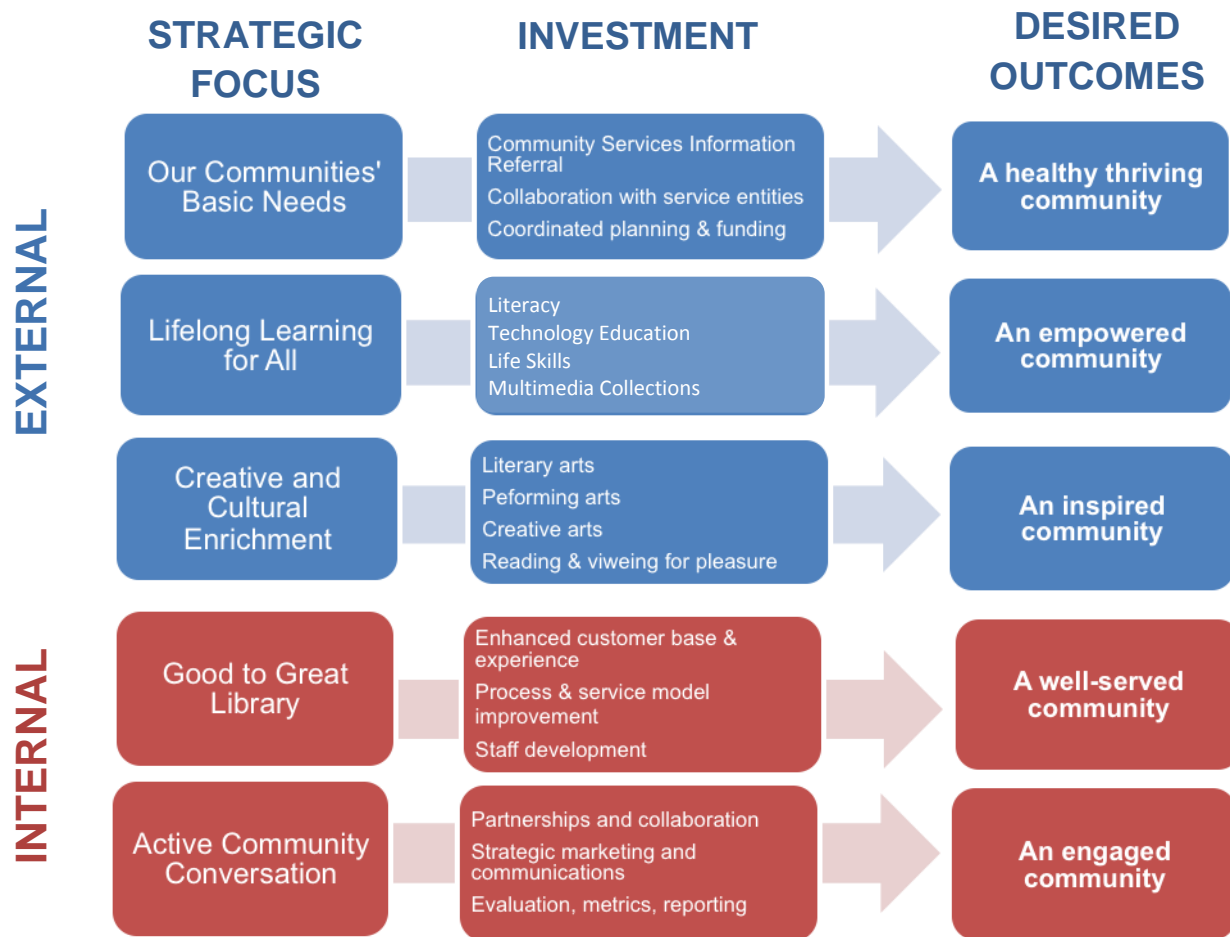 STRATEGIC
FOCUS
INVESTMENT
DESIRED
OUTCOMES
EXTERNAL
Our Communities'
Basic Needs
Community Services Information
Referral
Collaboration with service entities
Coordinated planning & funding
A healthy thriving
community
Lifelong Learning
for All
Literacy
Technology Education
Life Skills
Multimedia Collections
An empowered
community
Creative and
Cultural
Enrichment
Literary arts
Peforming arts
Creative arts
Reading & viweing for pleasure
An inspired
community
INTERNAL
Good to Great
Library
Enhanced customer base &
experience
Process & service model
improvement
Staff development
A well-served
community
Active Community
Conversation
Partnerships and collaboration
Strategic marketing and
communications
Evaluation, metrics, reporting
An engaged
community